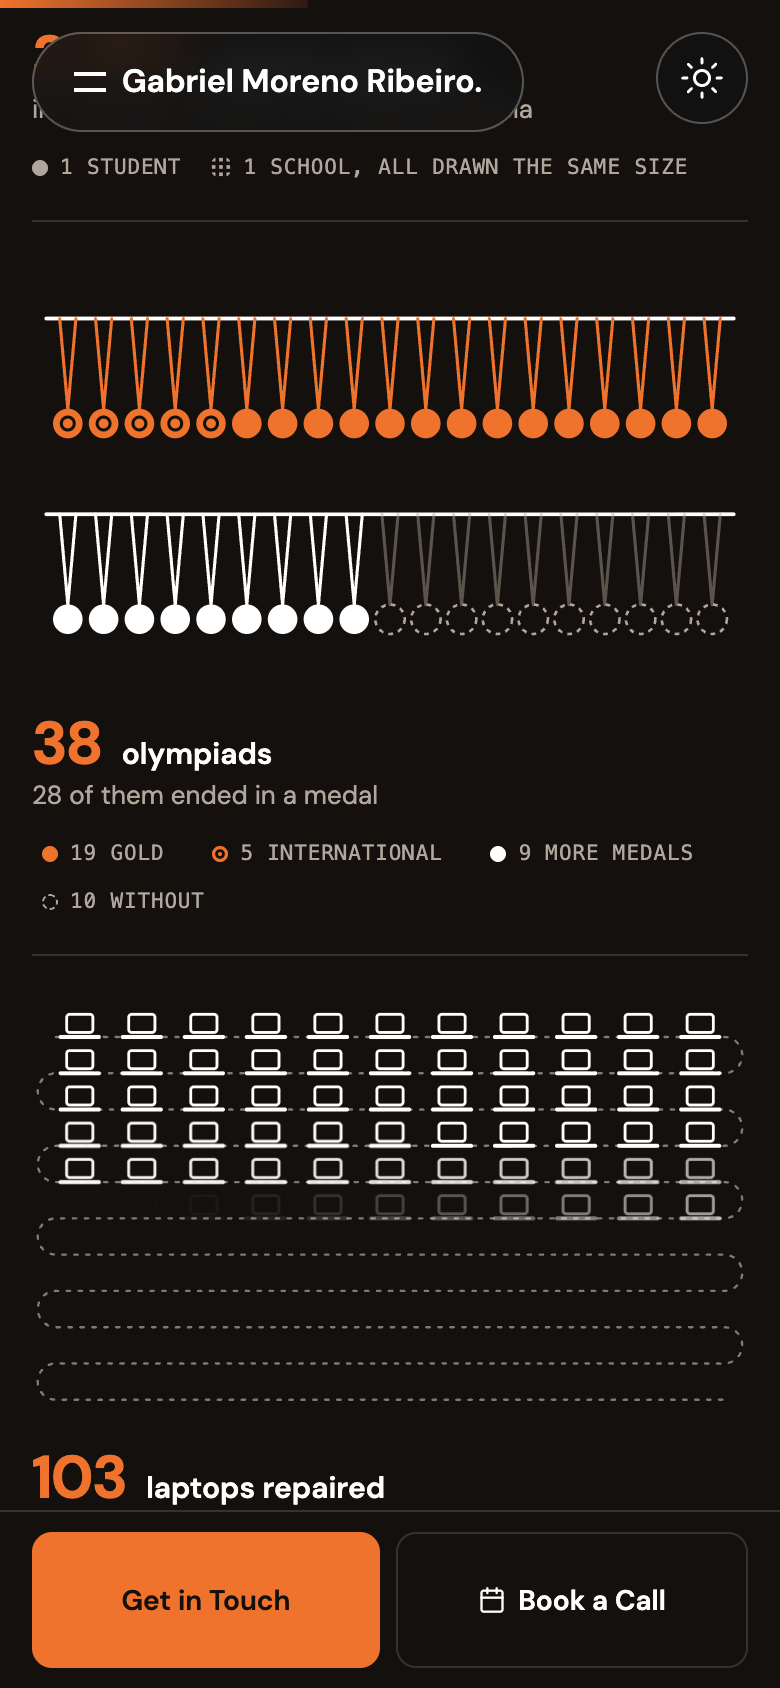 Gabriel Moreno Ribeiro.
1 STUDENT 1 SCHOOL, ALL DRAWN THE SAME SIZE
38 olympiads
28 of them ended in a medal
19 GOLD 5 INTERNATIONAL 9 MORE MEDALS
10 WITHOUT
103 laptops repaired
Get in Touch Book a Call